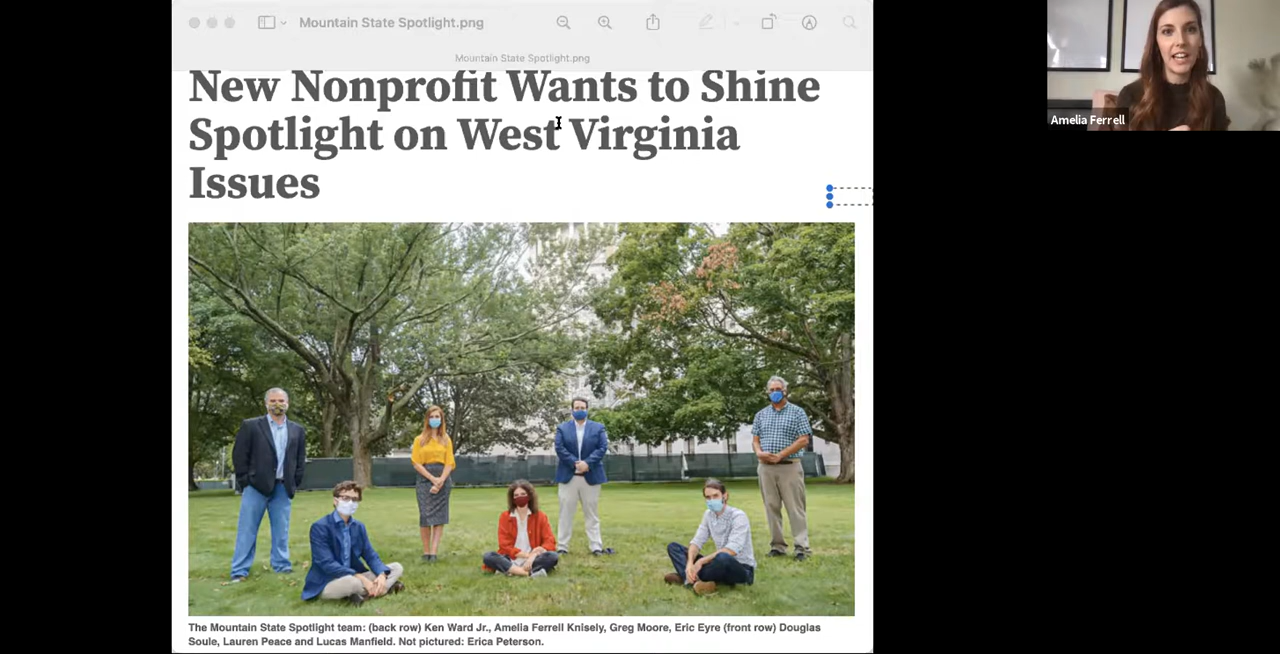 Mountain State Spotlight.png
Mountain State Spotlight.png
New Nonprofit Wants to Shine
Spotlight on West Virginia
Issues
The Mountain State Spotlight team: (back row) Ken Ward Jr., Amelia Ferrell Knisely, Greg Moore, Eric Eyre (front row) Douglas
Soule, Lauren Peace and Lucas Manfield. Not pictured: Erica Peterson.
Amelia Ferrell